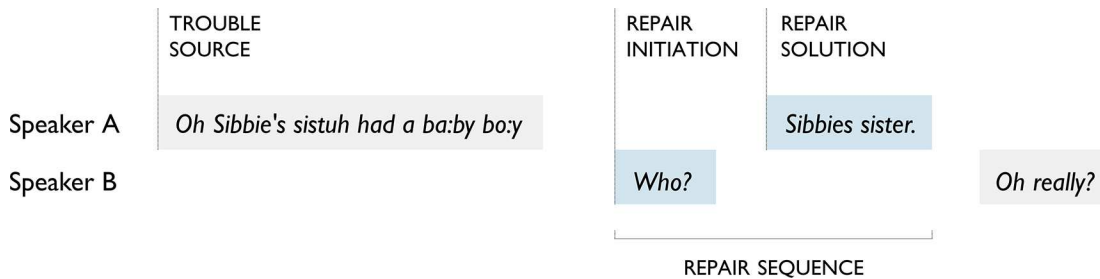 TROUBLE
SOURCE
REPAIR
INITIATION
REPAIR
SOLUTION
Speaker A
Oh Sibbie's sistuh had a ba:by bo:y
Sibbies sister.
Speaker B
Who?
Oh really?
REPAIR SEQUENCE